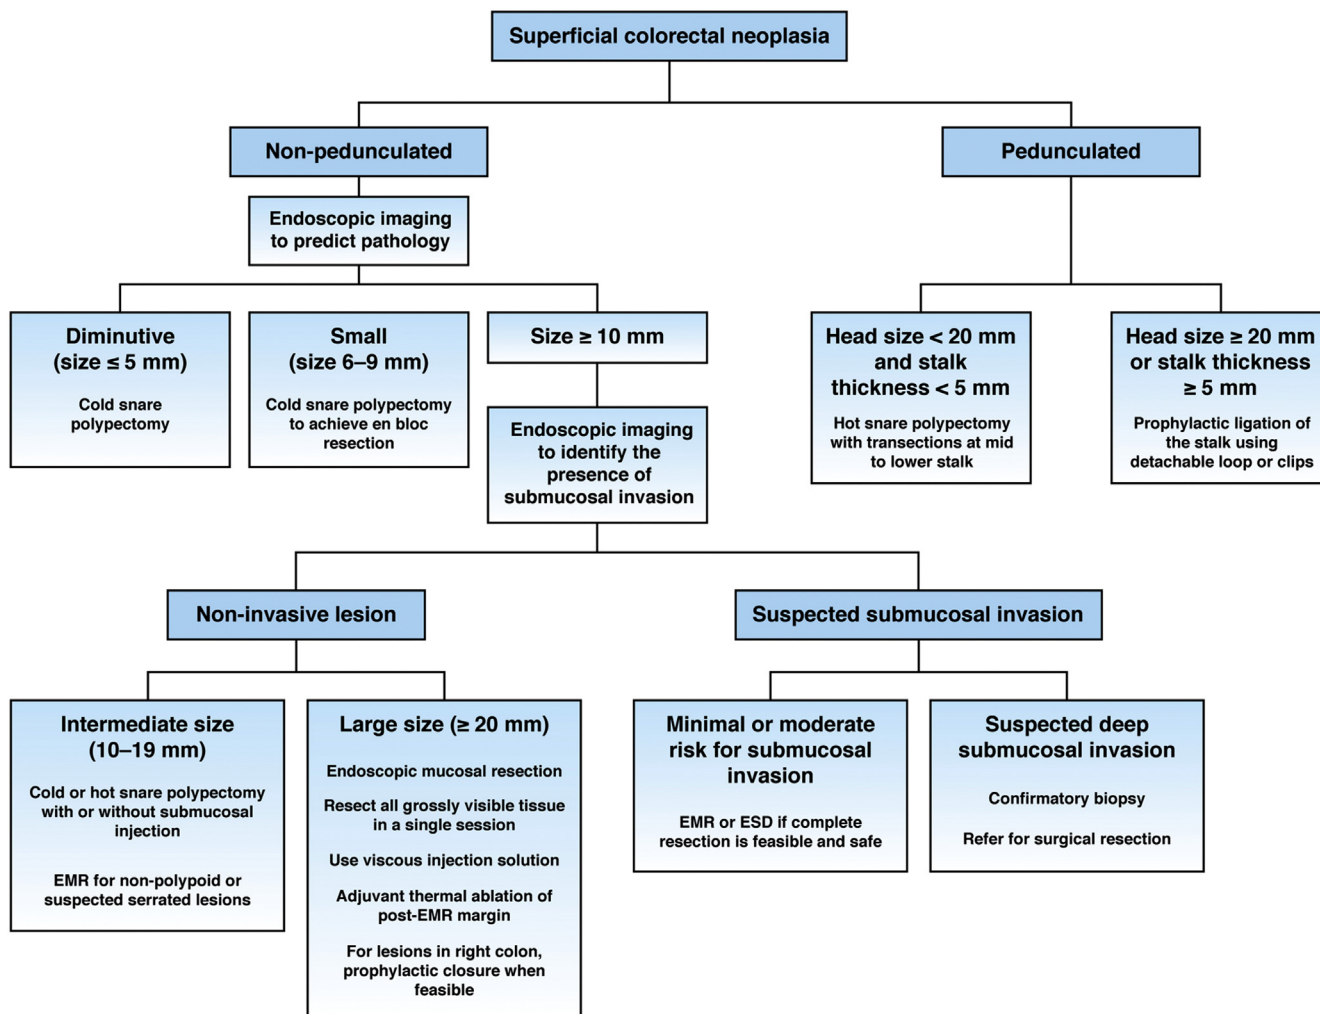 Superficial colorectal neoplasia
Non-pedunculated
Pedunculated
Endoscopic imaging
to predict pathology
Diminutive
(size ≤ 5 mm)
Cold snare
polypectomy
Small
(size 6–9 mm)
Cold snare polypectomy
to achieve en bloc
resection
Size ≥ 10 mm
Endoscopic imaging
to identify the
presence of
submucosal invasion
Head size < 20 mm
and stalk
thickness < 5 mm
Hot snare polypectomy
with transections at mid
to lower stalk
Head size ≥ 20 mm
or stalk thickness
≥ 5 mm
Prophylactic ligation of
the stalk using
detachable loop or clips
Non-invasive lesion
Suspected submucosal invasion
Intermediate size
(10–19 mm)
Cold or hot snare polypectomy
with or without submucosal
injection
EMR for non-polypoid or
suspected serrated lesions
Large size (≥ 20 mm)
Endoscopic mucosal resection
Resect all grossly visible tissue
in a single session
Use viscous injection solution
Adjuvant thermal ablation of
post-EMR margin
For lesions in right colon,
prophylactic closure when
feasible
Minimal or moderate
risk for submucosal
invasion
EMR or ESD if complete
resection is feasible and safe
Suspected deep
submucosal invasion
Confirmatory biopsy
Refer for surgical resection